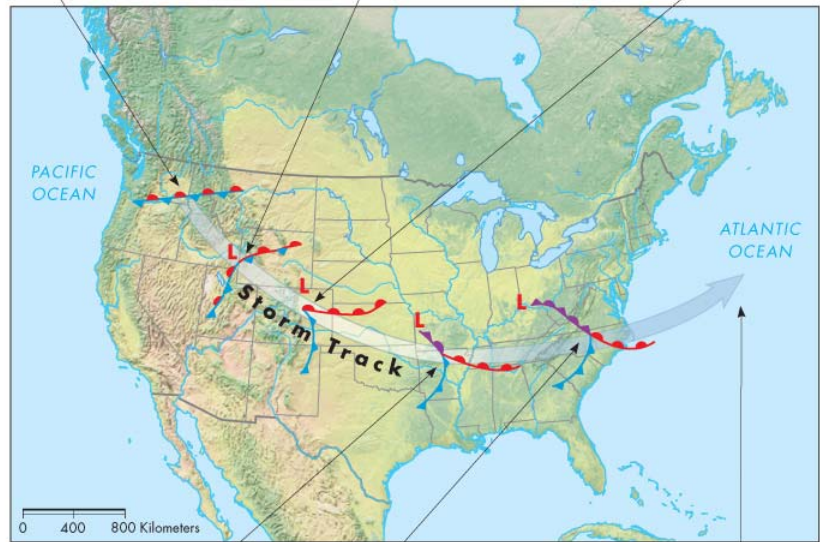 PACIFIC
OCEAN
ATLANTIC
OCEAN
L
L
L
L
Storm Track
0 400 800 Kilometers